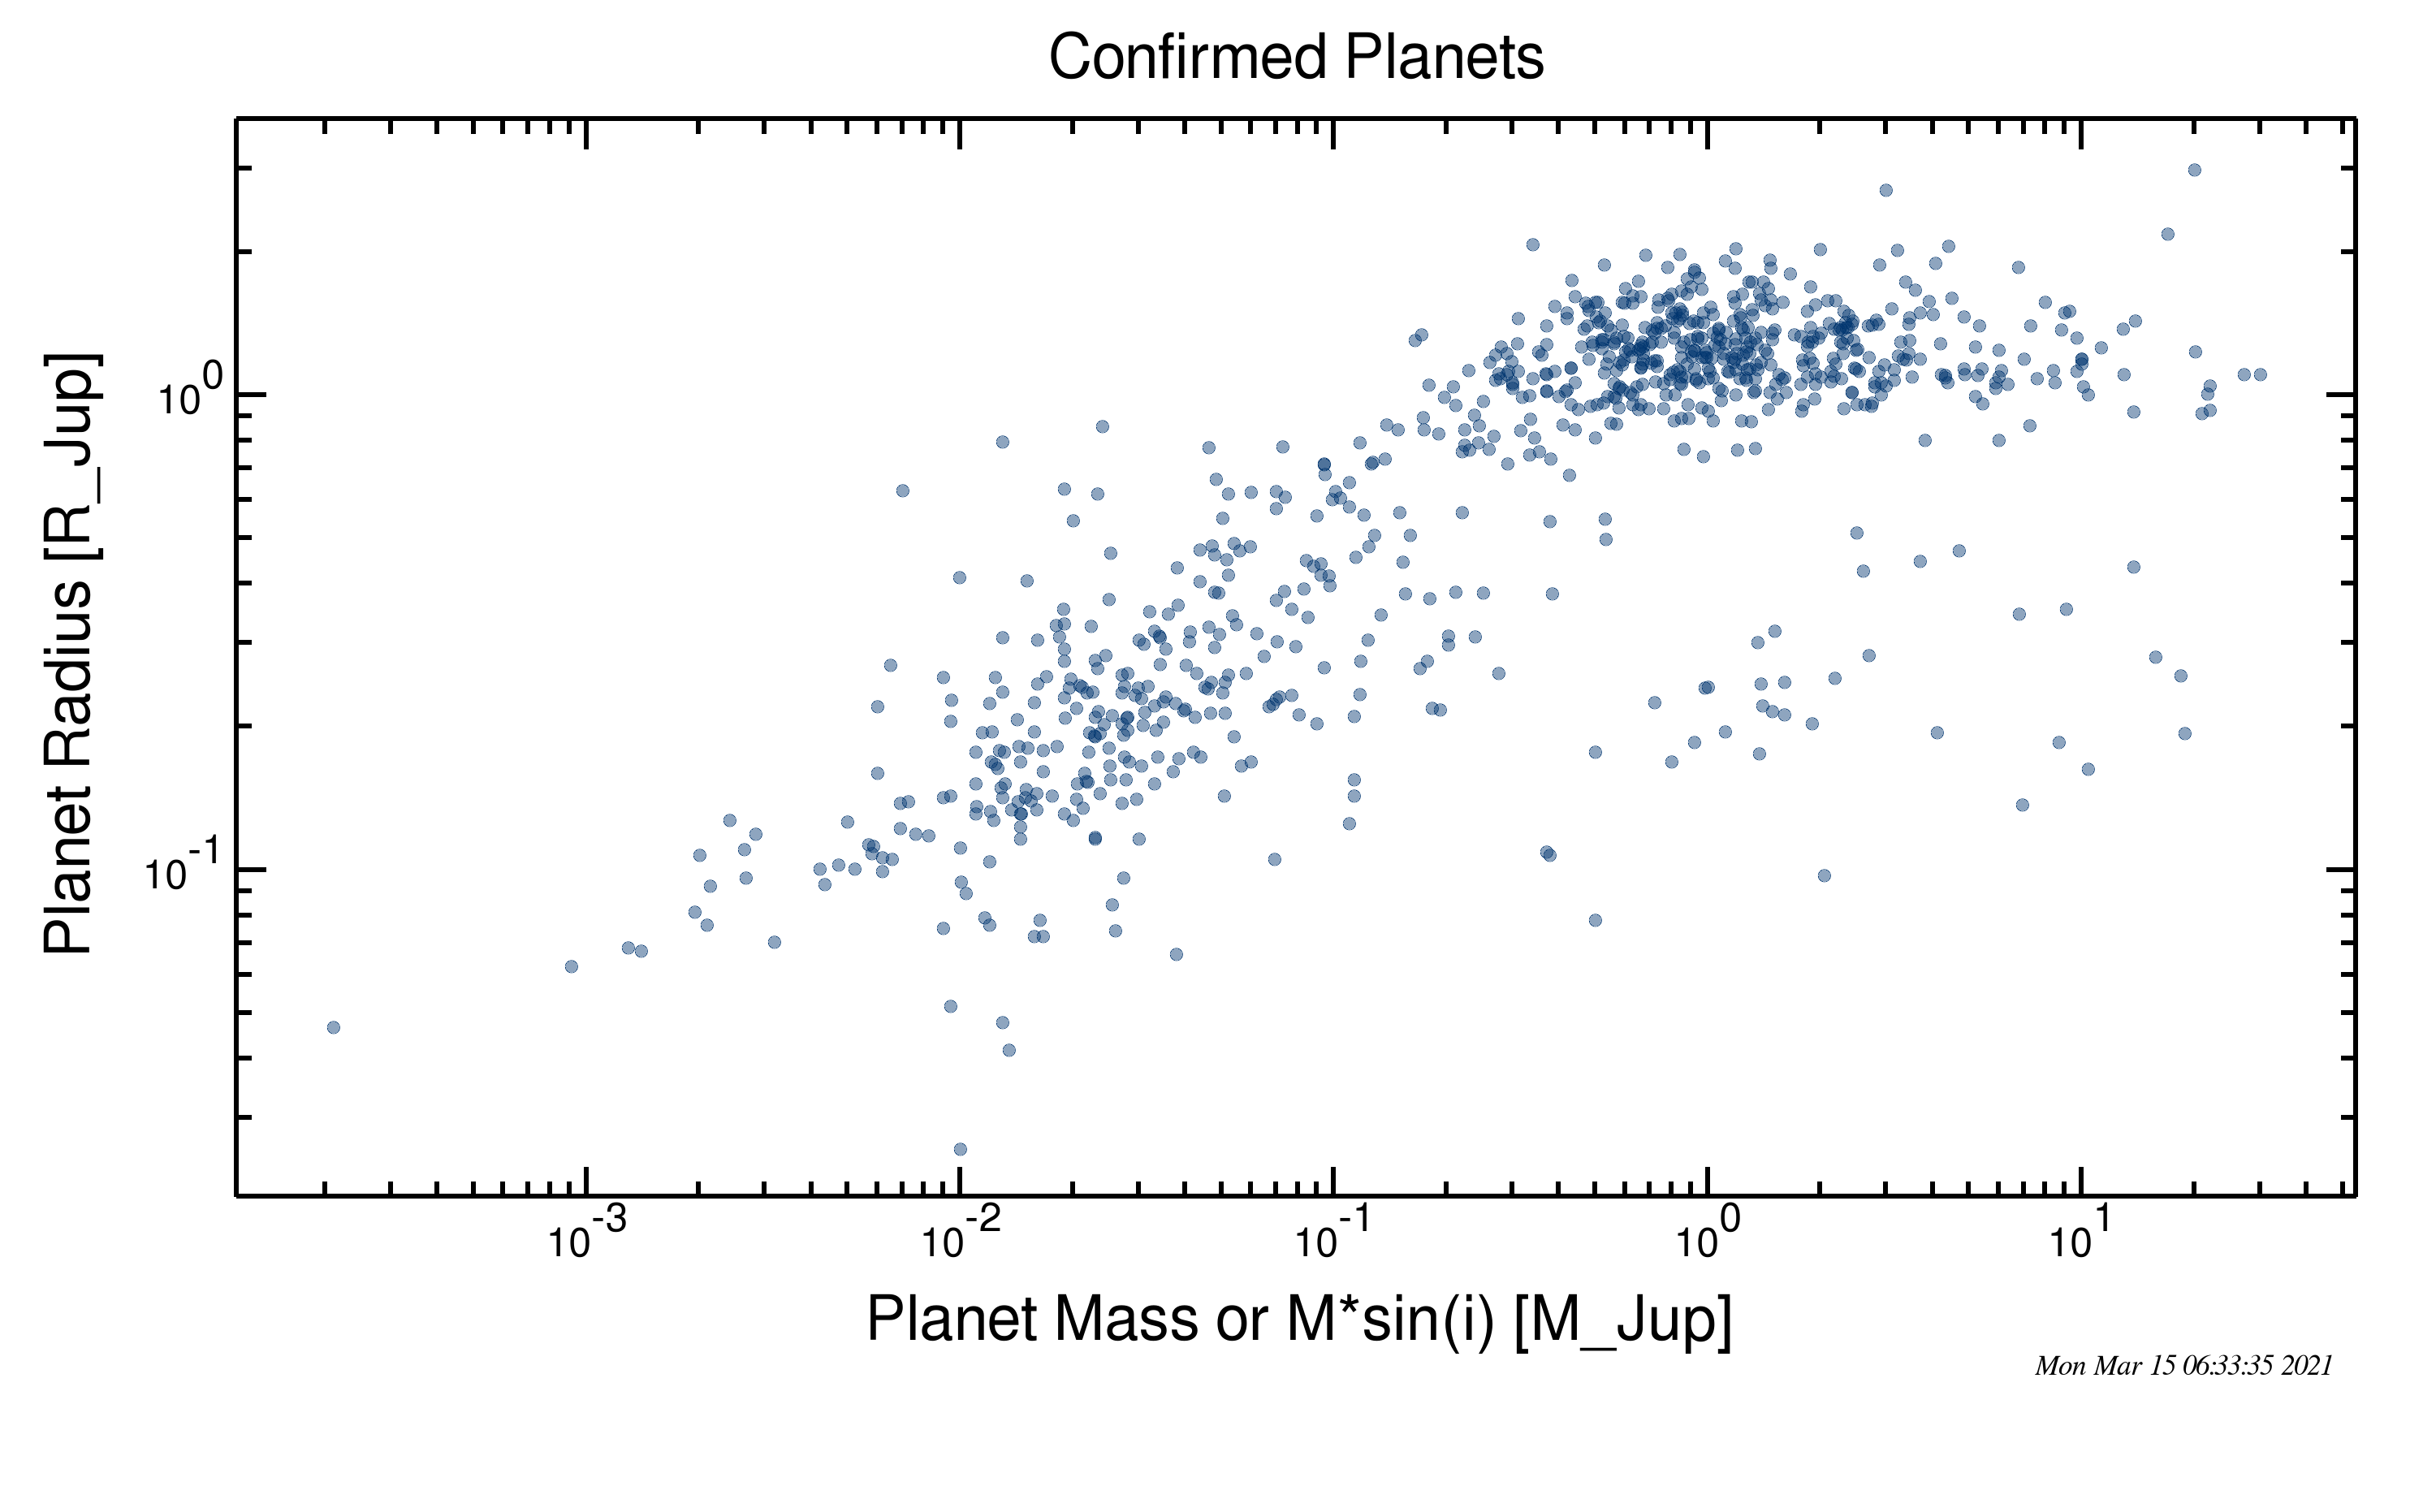 Confirmed Planets
Planet Radius [R_Jup]
10^0
10^-1
10^-3 10^-2 10^-1 10^0 10^1
Planet Mass or M*sin(i) [M_Jup]
Mon Mar 15 06:33:35 2021